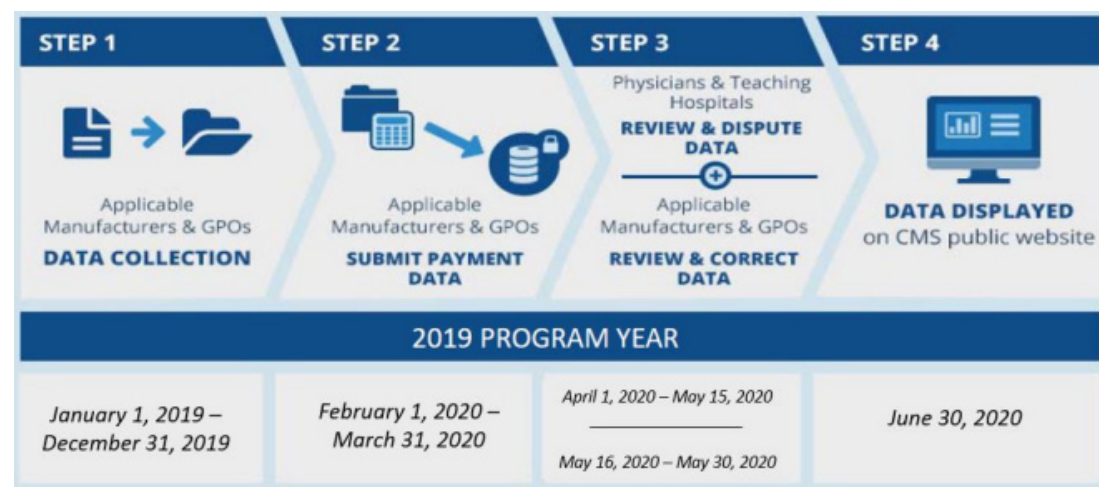 STEP 1
Applicable
Manufacturers & GPOs
DATA COLLECTION
STEP 2
Applicable
Manufacturers & GPOs
SUBMIT PAYMENT
DATA
STEP 3
Physicians & Teaching
Hospitals
REVIEW & DISPUTE
DATA
Applicable
Manufacturers & GPOs
REVIEW & CORRECT
DATA
STEP 4
DATA DISPLAYED
on CMS public website
2019 PROGRAM YEAR
January 1, 2019 –
December 31, 2019
February 1, 2020 –
March 31, 2020
April 1, 2020 – May 15, 2020
May 16, 2020 – May 30, 2020
June 30, 2020